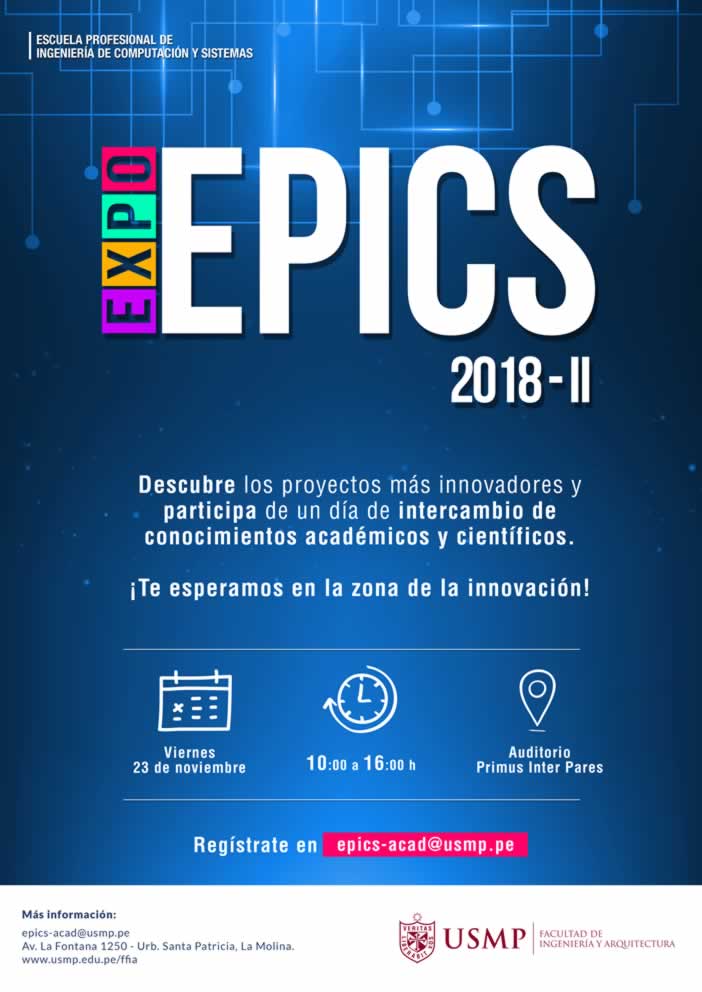 ESCUELA PROFESIONAL DE
INGENIERÍA DE COMPUTACIÓN Y SISTEMAS
EXPO
EPICS
2018 - II
Descubre los proyectos más innovadores y
participa de un día de intercambio de
conocimientos académicos y científicos.
¡Te esperamos en la zona de la innovación!
Viernes
23 de noviembre
10:00 a 16:00 h
Auditorio
Primus Inter Pares
Regístrate en epics-acad@usmp.pe
Más información:
epics-acad@usmp.pe
Av. La Fontana 1250 - Urb. Santa Patricia, La Molina.
www.usmp.edu.pe/ffia
VERITAS
LIBERABIT VOS
USMP
FACULTAD DE
INGENIERÍA Y ARQUITECTURA